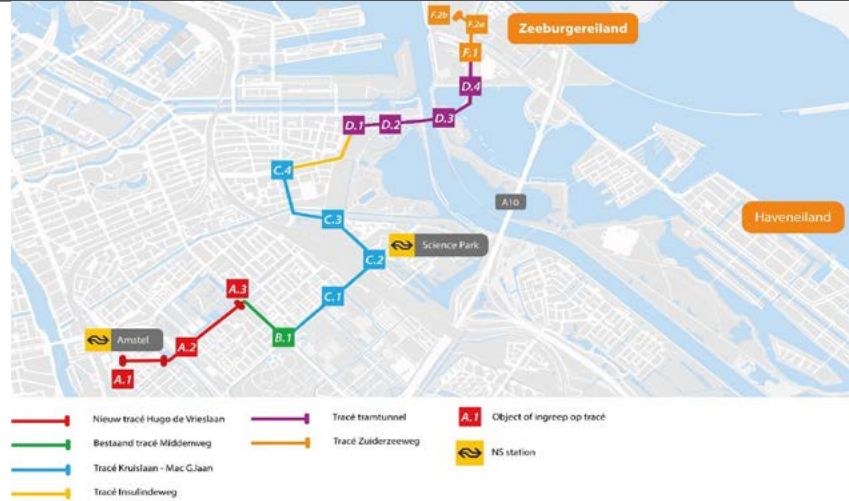 F.2b
F.2a
Zeeburgereiland
F.1
D.4
D.1
D.2
D.3
C.4
A10
C.3
Haveneiland
Science Park
C.2
A.3
C.1
Amstel
A.2
B.1
A.1
Nieuw tracé Hugo de Vrieslaan
Tracé tramtunnel
A.1
Object of ingreep op tracé
Bestaand tracé Middenweg
Tracé Zuiderzeeweg
NS station
Tracé Kruislaan - Mac G.laan
Tracé Insulindeweg